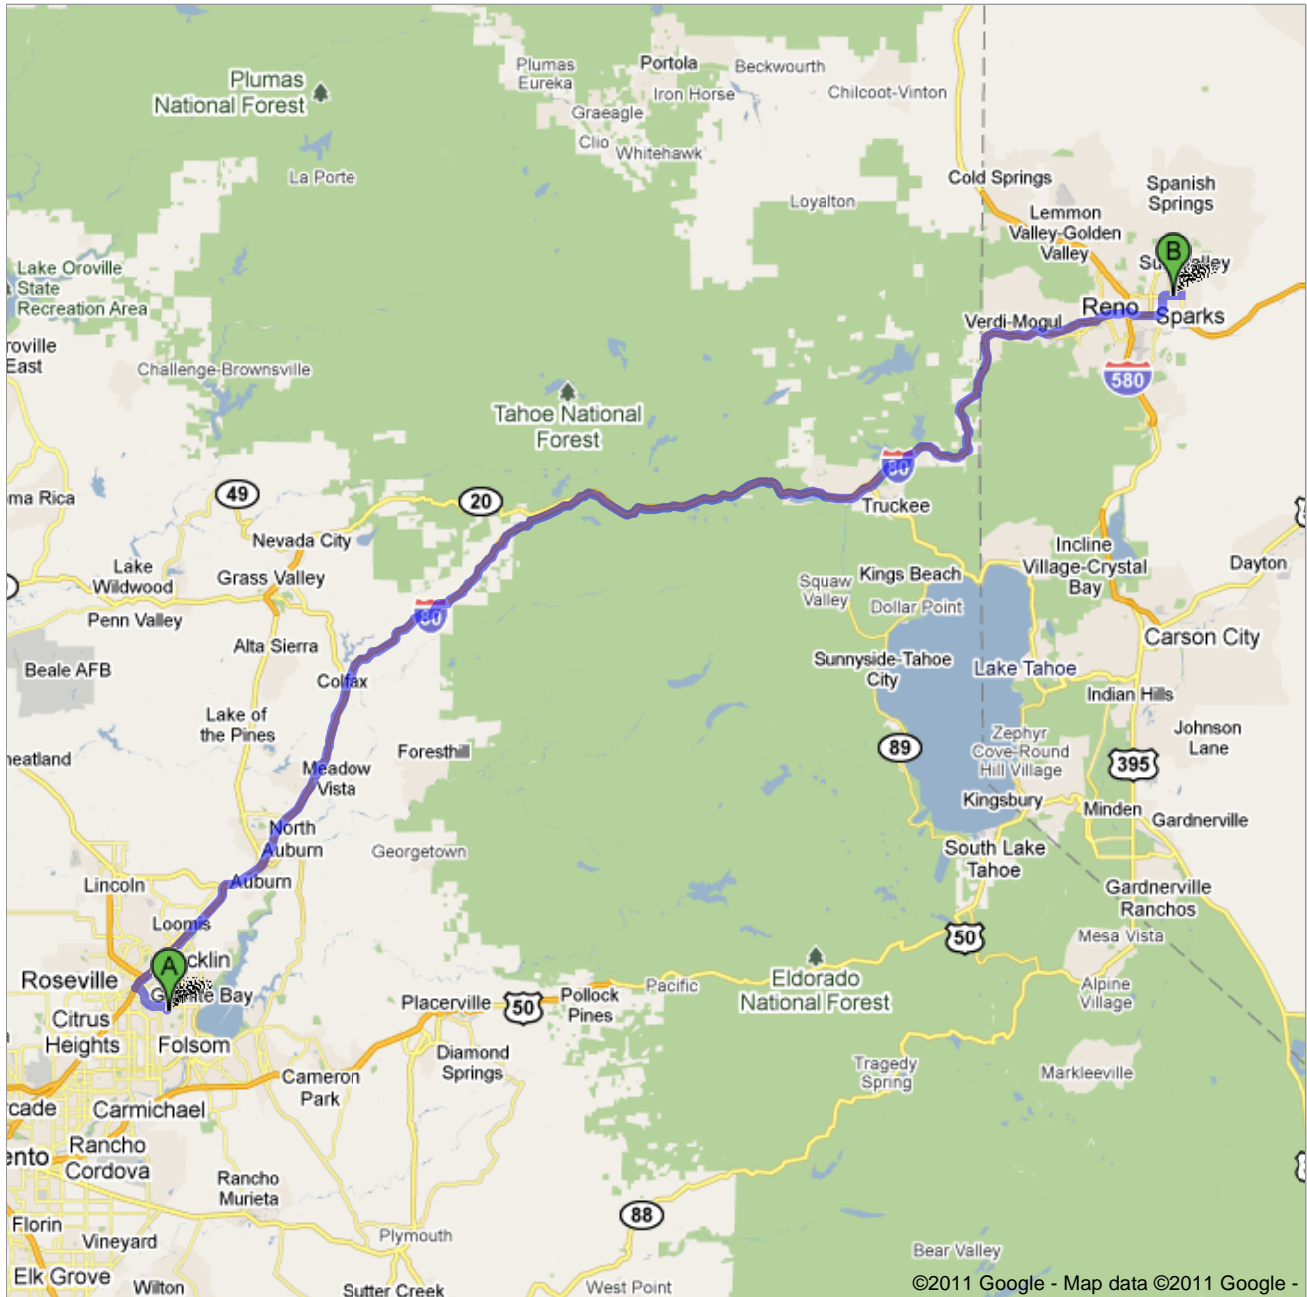 Plumas
National Forest
Plumas
Eureka
Portola
Beckwourth
Iron Horse
Chilcoot-Vinton
Graeagle
Clio
Whitehawk
La Porte
Cold Springs
Spanish
Springs
Loyalton
Lemmon
Valley-Golden
Valley
B
Lake Oroville
State
Recreation Area
Reno
Sparks
Verdi-Mogul
roville
East
Challenge-Brownsville
580
Tahoe National
Forest
80
49
20
oma Rica
Truckee
Nevada City
Lake
Wildwood
Grass Valley
Penn Valley
Squaw
Valley
Kings Beach
Dollar Point
Incline
Village-Crystal
Bay
Dayton
80
Alta Sierra
Carson City
Beale AFB
Colfax
Sunnyside-Tahoe
City
Lake Tahoe
Indian Hills
Lake of
the Pines
Foresthill
89
Zephyr
Cove-Round
Hill Village
Johnson
Lane
395
heatland
Meadow
Vista
Kingsbury
Minden
Gardnerville
North
Auburn
Georgetown
South Lake
Tahoe
Lincoln
Auburn
Gardnerville
Ranchos
Loomis
50
Mesa Vista
A
cklin
Roseville
Bay
Placerville
50
Pollock
Pines
Pacific
Eldorado
National Forest
Alpine
Village
Citrus
Heights
Folsom
Diamond
Springs
Cameron
Park
Tragedy
Spring
Markleeville
rcade
Carmichael
ento
Rancho
Cordova
Rancho
Murieta
88
Florin
Vineyard
Plymouth
Bear Valley
Elk Grove
Wilton
Sutter Creek
West Point
©2011 Google - Map data ©2011 Google -